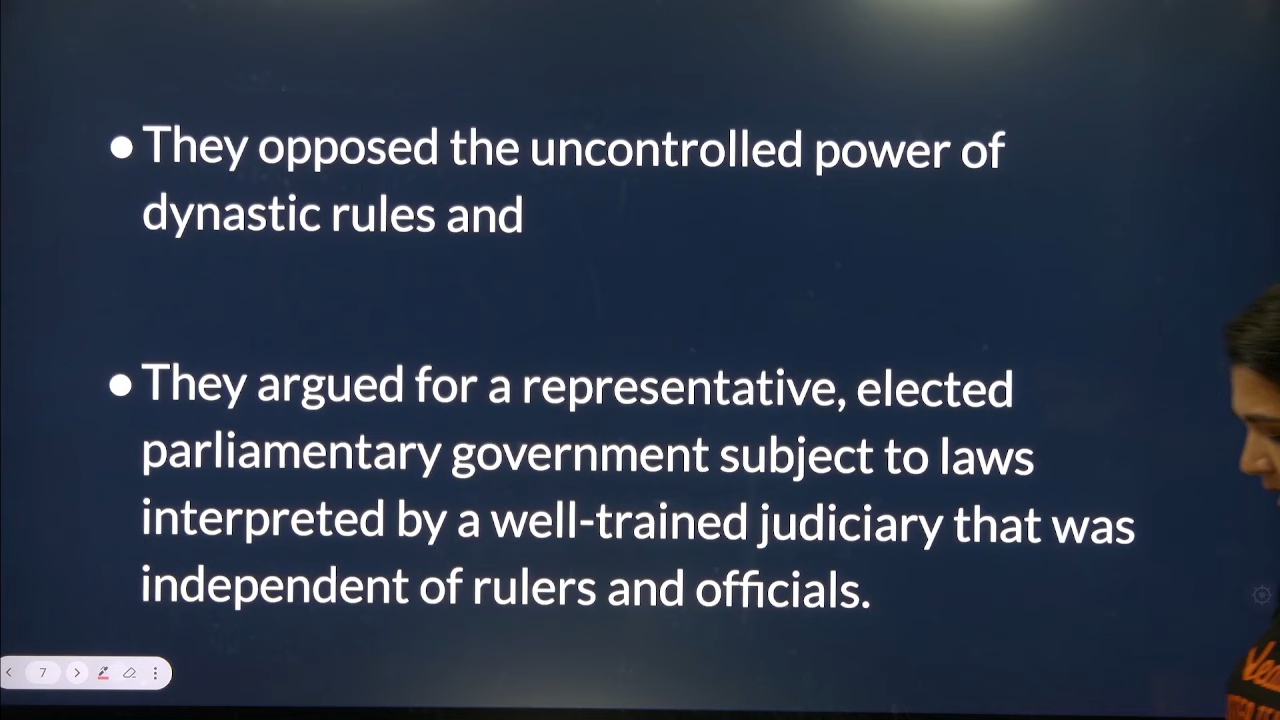 ● They opposed the uncontrolled power of
dynastic rules and
● They argued for a representative, elected
parliamentary government subject to laws
interpreted by a well-trained judiciary that was
independent of rulers and officials.
7